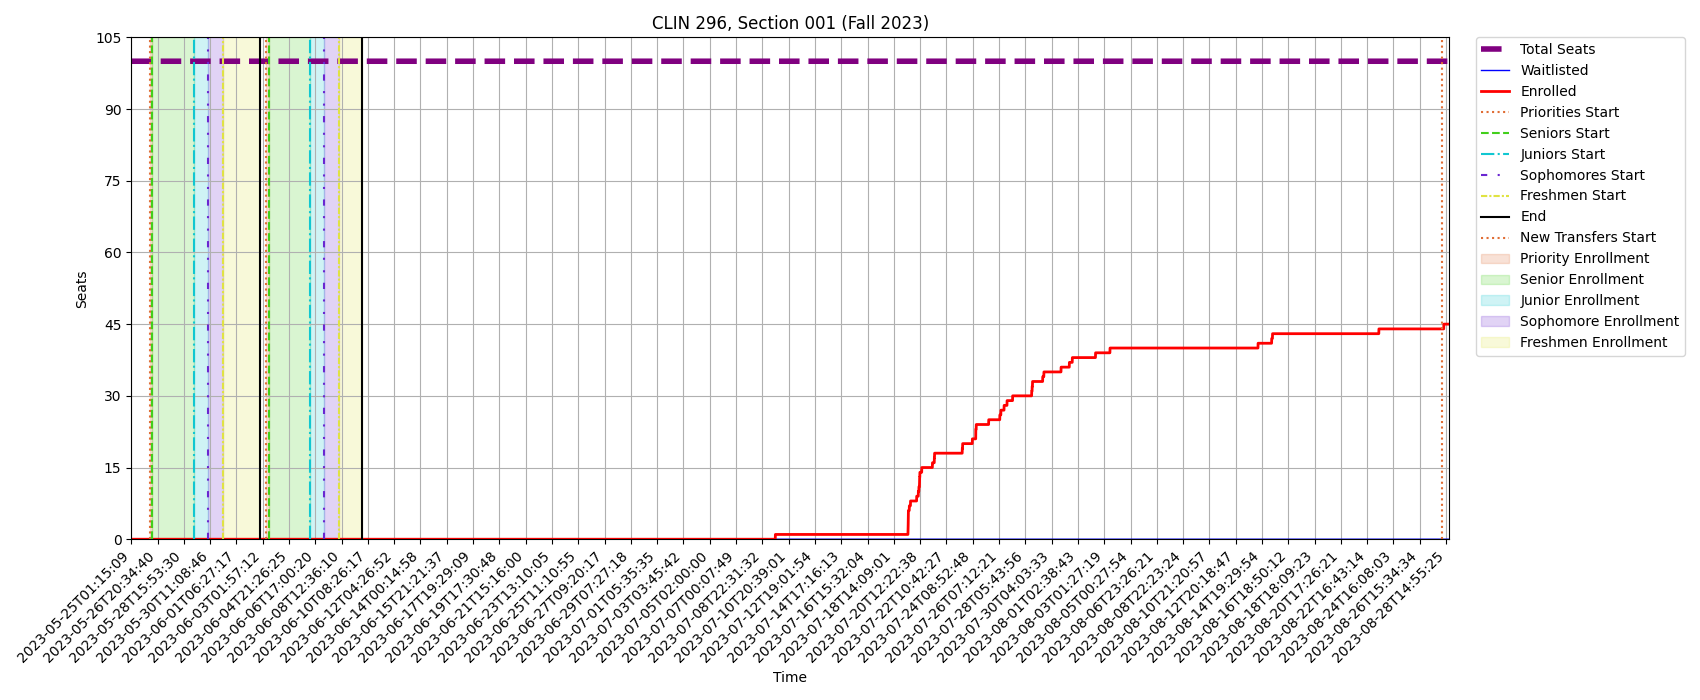 CLIN 296, Section 001 (Fall 2023)
105
90
75
60
45
30
15
0
Seats
2023-05-25T01:15:09
2023-05-26T20:34:40
2023-05-28T15:53:30
2023-05-30T11:08:46
2023-06-01T06:27:17
2023-06-03T01:57:12
2023-06-04T21:26:25
2023-06-06T17:00:20
2023-06-08T12:36:10
2023-06-10T08:26:17
2023-06-12T04:26:52
2023-06-14T00:14:58
2023-06-15T21:21:37
2023-06-17T19:29:09
2023-06-19T17:30:48
2023-06-21T15:16:00
2023-06-23T13:10:05
2023-06-25T11:10:55
2023-06-27T09:20:17
2023-06-29T07:27:18
2023-07-01T05:35:35
2023-07-03T03:45:42
2023-07-05T02:00:00
2023-07-07T00:07:49
2023-07-08T22:31:32
2023-07-10T20:39:01
2023-07-12T19:01:54
2023-07-14T17:16:13
2023-07-16T15:32:04
2023-07-18T14:09:01
2023-07-20T12:22:38
2023-07-22T10:42:27
2023-07-24T08:52:48
2023-07-26T07:12:21
2023-07-28T05:43:56
2023-07-30T04:03:33
2023-08-01T02:38:43
2023-08-03T01:27:19
2023-08-05T00:27:54
2023-08-06T23:26:21
2023-08-08T22:23:24
2023-08-10T21:20:57
2023-08-12T20:18:47
2023-08-14T19:29:54
2023-08-16T18:50:12
2023-08-18T18:09:23
2023-08-20T17:26:21
2023-08-22T16:43:14
2023-08-24T16:08:03
2023-08-26T15:34:34
2023-08-28T14:55:25
Time
Total Seats
Waitlisted
Enrolled
Priorities Start
Seniors Start
Juniors Start
Sophomores Start
Freshmen Start
End
New Transfers Start
Priority Enrollment
Senior Enrollment
Junior Enrollment
Sophomore Enrollment
Freshmen Enrollment